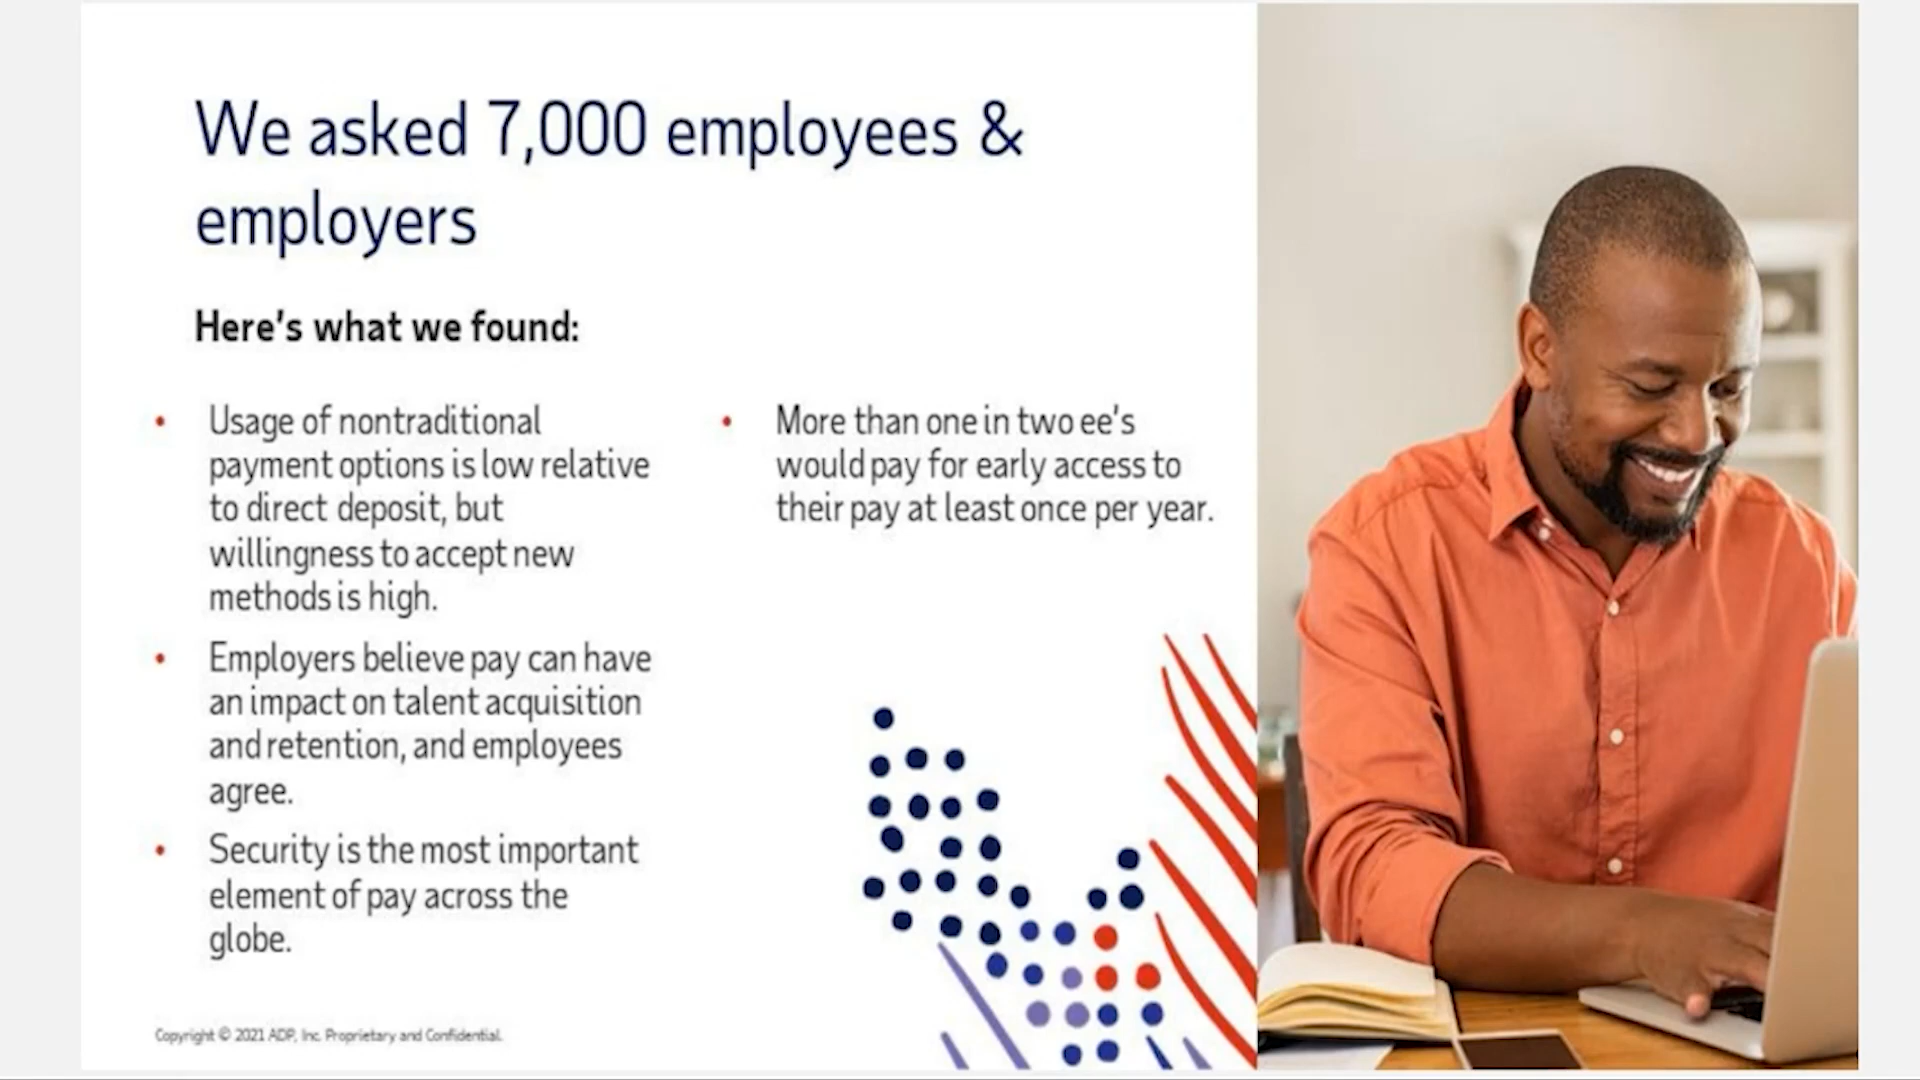 We asked 7,000 employees &
employers
Here's what we found:
• Usage of nontraditional
payment options is low relative
to direct deposit, but
willingness to accept new
methods is high.
• Employers believe pay can have
an impact on talent acquisition
and retention, and employees
agree.
• Security is the most important
element of pay across the
globe.
• More than one in two ee's
would pay for early access to
their pay at least once per year.
Copyright © 2021 ADP, Inc. Proprietary and Confidential.